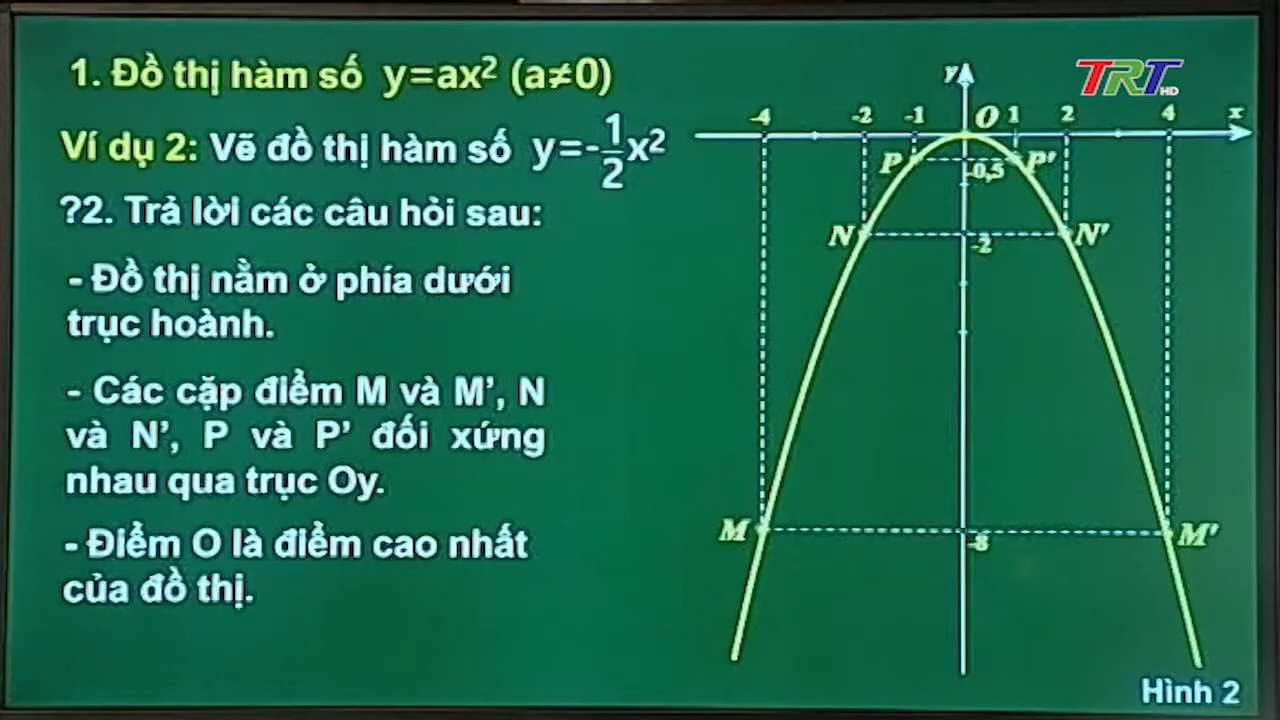 1. Đồ thị hàm số y=ax² (a≠0)
Ví dụ 2: Vẽ đồ thị hàm số y=-1/2x²
?2. Trả lời các câu hỏi sau:
- Đồ thị nằm ở phía dưới
trục hoành.
- Các cặp điểm M và M’, N
và N’, P và P’ đối xứng
nhau qua trục Oy.
- Điểm O là điểm cao nhất
của đồ thị.
TRT HD
y
-4 -2 -1 O 1 2 4 x
P -0,5 P'
N -2 N'
M -8 M'
Hình 2